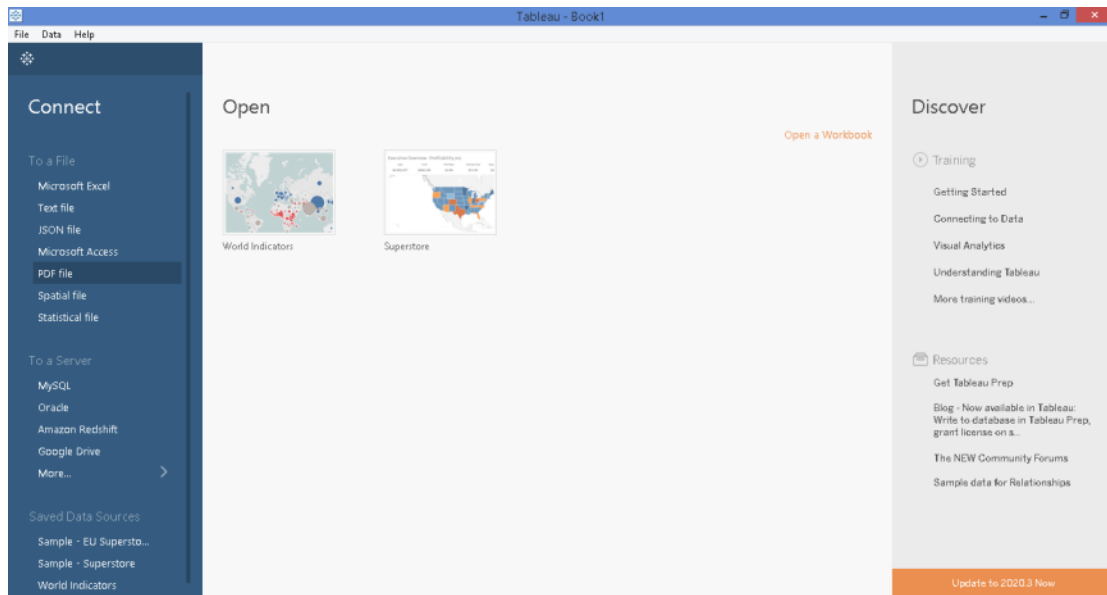 Tableau - Book1
File Data Help
Connect
To a File
Microsoft Excel
Text file
JSON file
Microsoft Access
PDF file
Spatial file
Statistical file
To a Server
MySQL
Oracle
Amazon Redshift
Google Drive
More...
Saved Data Sources
Sample - EU Supersto...
Sample - Superstore
World Indicators
Open
Open a Workbook
World Indicators
Superstore
Discover
Training
Getting Started
Connecting to Data
Visual Analytics
Understanding Tableau
More training videos...
Resources
Get Tableau Prep
Blog - Now available in Tableau:
Write to database in Tableau Prep,
grant license on s...
The NEW Community Forums
Sample data for Relationships
Update to 2020.3 Now